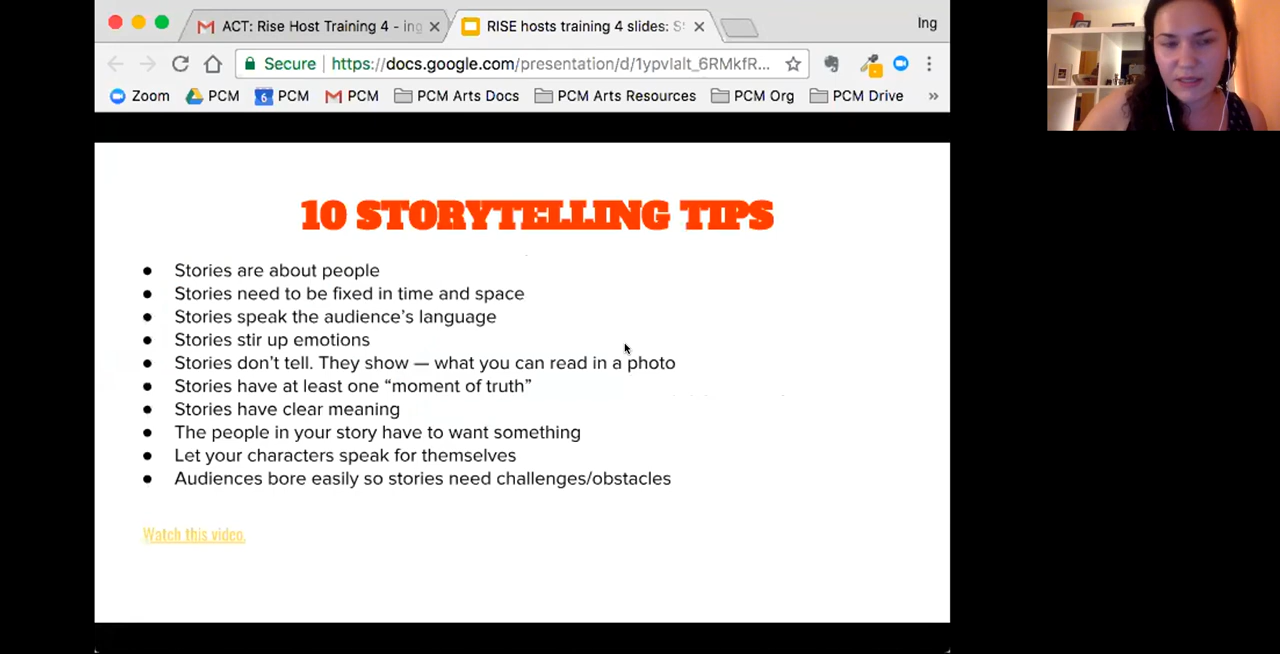 ACT: Rise Host Training 4 - ing
RISE hosts training 4 slides: S
Ing
Secure
https://docs.google.com/presentation/d/1ypvlalt_6RMkfR...
Zoom
PCM
6 PCM
PCM
PCM Arts Docs
PCM Arts Resources
PCM Org
PCM Drive
»
10 STORYTELLING TIPS
● Stories are about people
● Stories need to be fixed in time and space
● Stories speak the audience’s language
● Stories stir up emotions
● Stories don’t tell. They show — what you can read in a photo
● Stories have at least one “moment of truth”
● Stories have clear meaning
● The people in your story have to want something
● Let your characters speak for themselves
● Audiences bore easily so stories need challenges/obstacles
Watch this video.